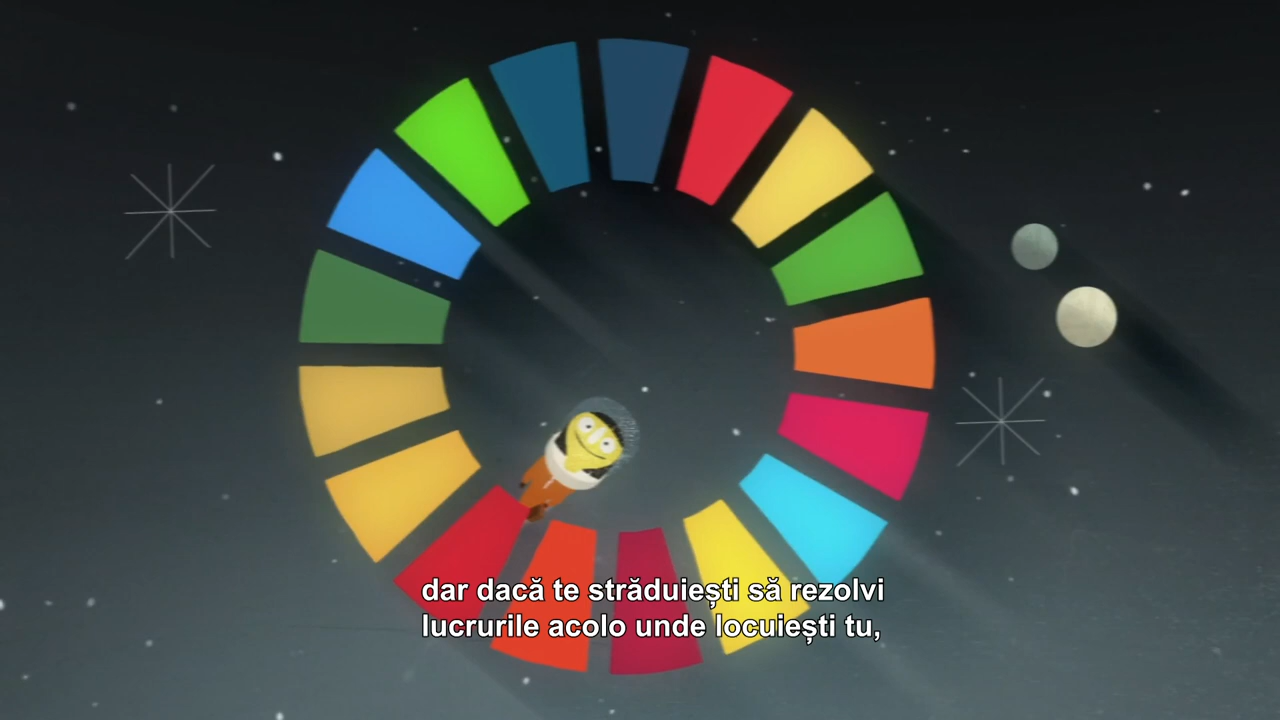 dar dacă te străduiești să rezolvi
lucrurile acolo unde locuiești tu,